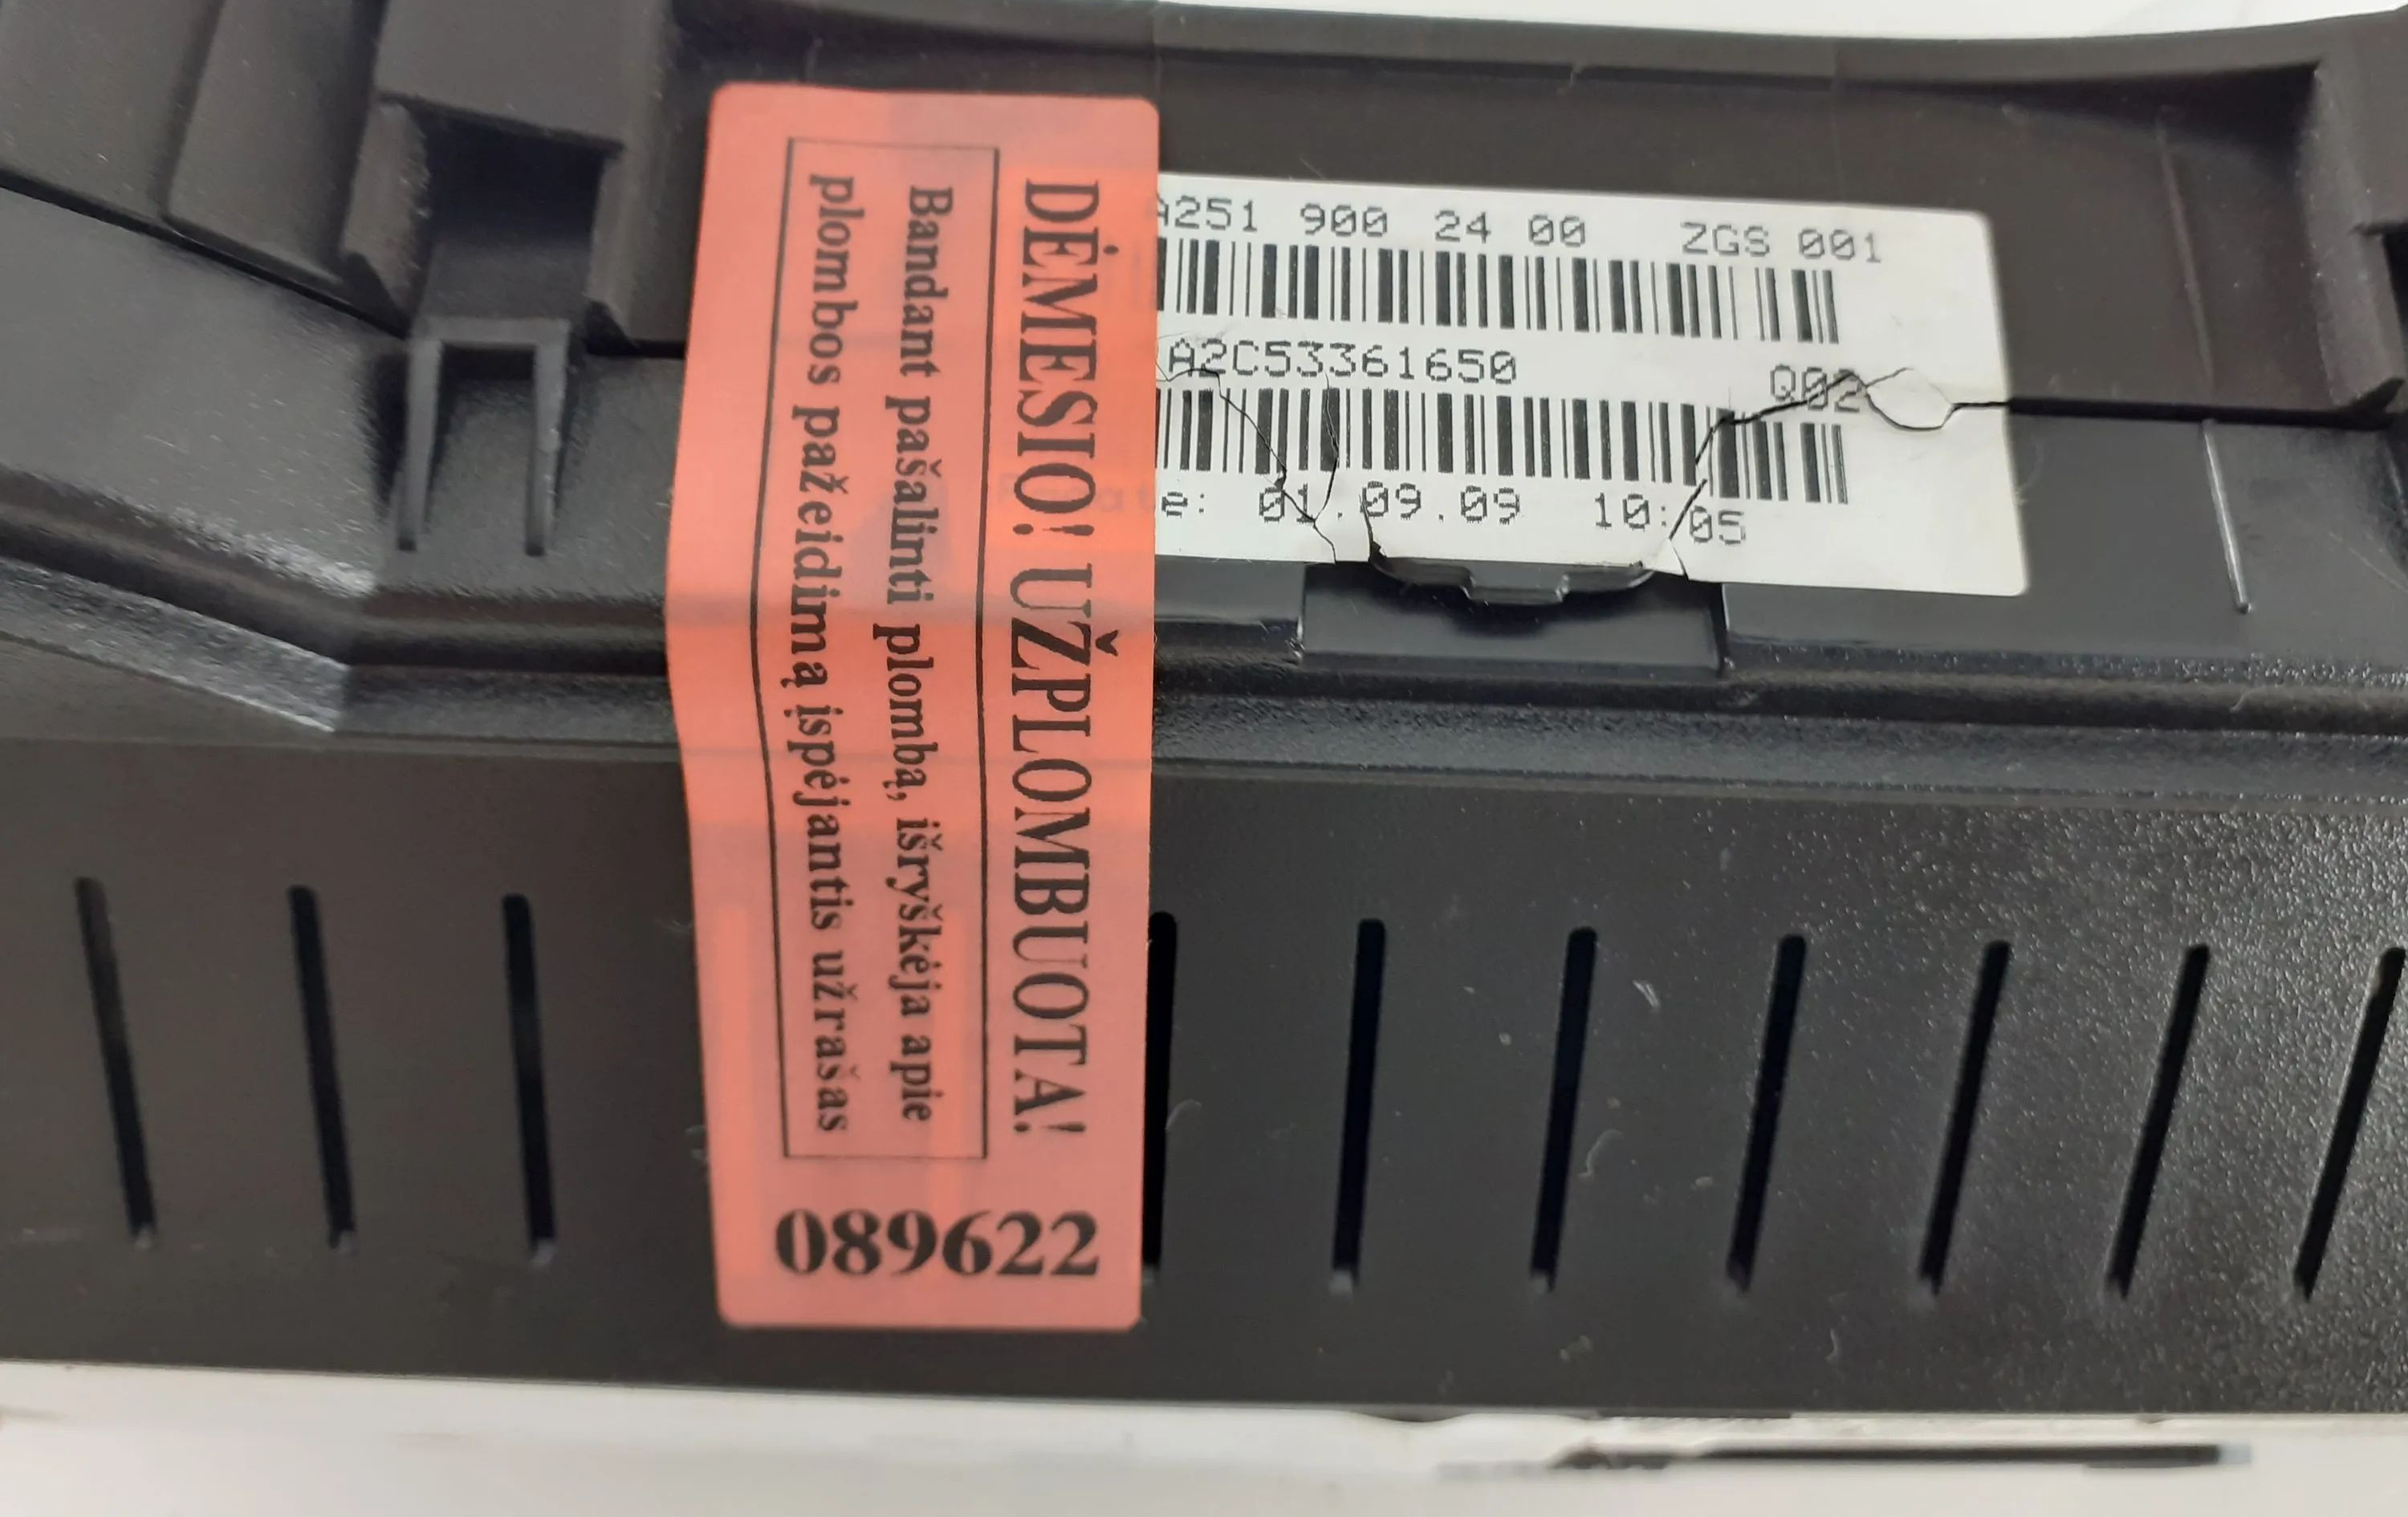 DĖMESIO! UŽPLOMBUOTA!
Bandant pašalinti plombą, išryškėja apie
plombos pažeidimą įspėjantis užrašas
089622
A251 900 24 00 ZGS 001
A2C53361650 Q02
e: 01.09.09 10:05